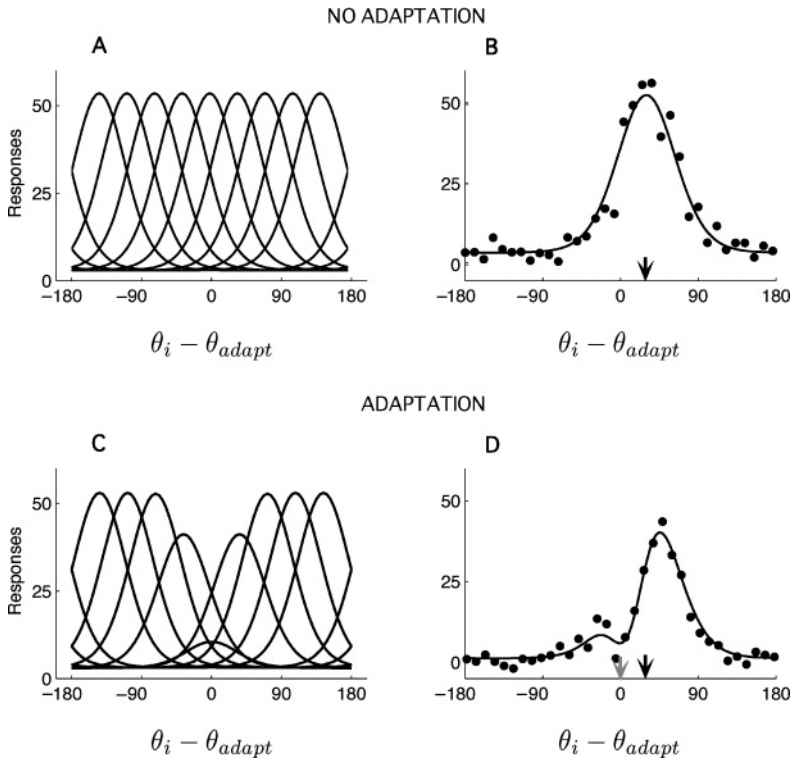 NO ADAPTATION
A
B
Responses
50
25
0
−180
−90
0
90
180
θi − θadapt
50
25
0
−180
−90
0
90
180
θi − θadapt
ADAPTATION
C
D
Responses
50
25
0
−180
−90
0
90
180
θi − θadapt
50
25
0
−180
−90
0
90
180
θi − θadapt